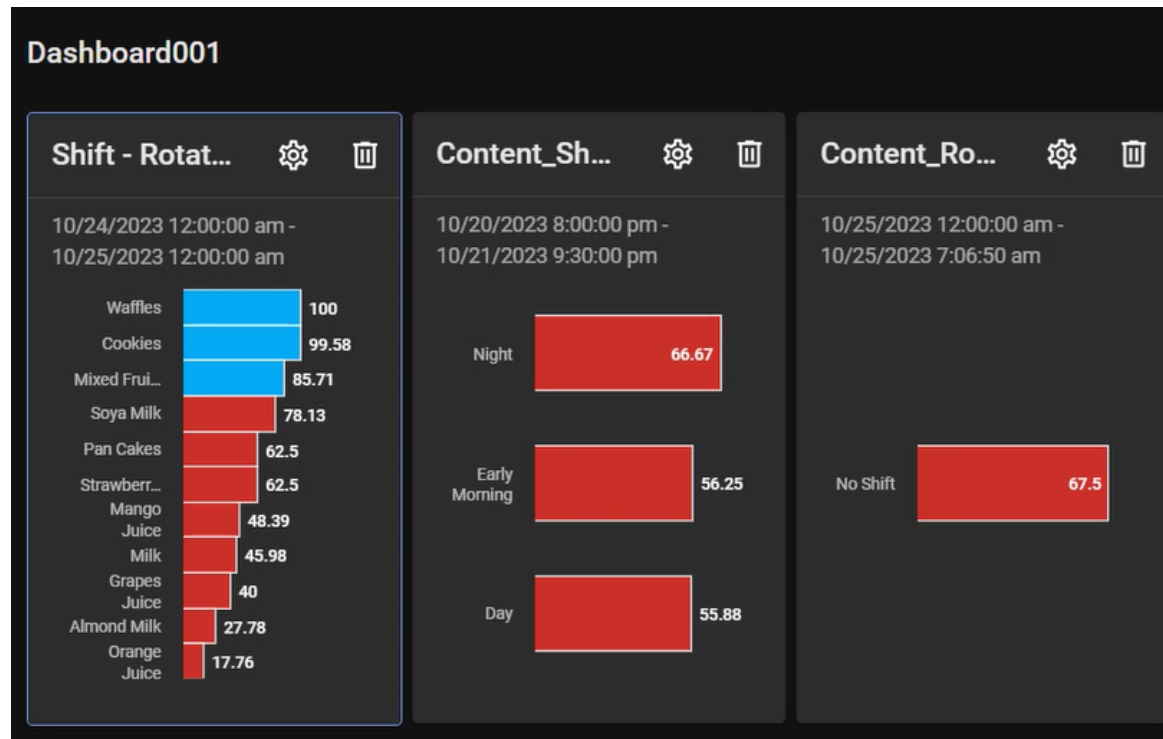 Dashboard001
Shift - Rotat...
10/24/2023 12:00:00 am -
10/25/2023 12:00:00 am
Waffles 100
Cookies 99.58
Mixed Frui... 85.71
Soya Milk 78.13
Pan Cakes 62.5
Strawberr... 62.5
Mango
Juice 48.39
Milk 45.98
Grapes
Juice 40
Almond Milk 27.78
Orange
Juice 17.76
Content_Sh...
10/20/2023 8:00:00 pm -
10/21/2023 9:30:00 pm
Night 66.67
Early
Morning 56.25
Day 55.88
Content_Ro...
10/25/2023 12:00:00 am -
10/25/2023 7:06:50 am
No Shift 67.5